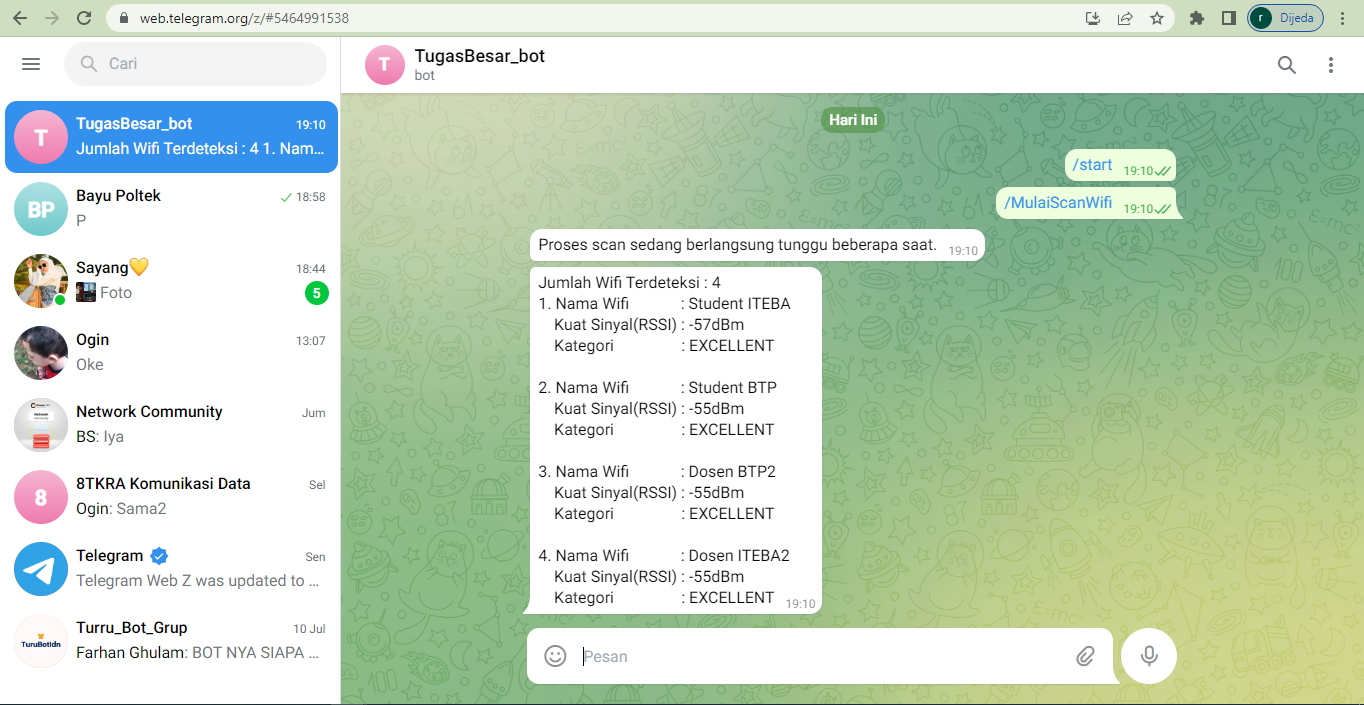 web.telegram.org/z/#5464991538
r Dijeda
Cari
T
TugasBesar_bot 19:10
Jumlah Wifi Terdeteksi : 4 1. Nam...
BP
Bayu Poltek 18:58
P
Sayang💛 18:44
Foto 5
Ogin 13:07
Oke
Network Community Jum
BS: Iya
8
8TKRA Komunikasi Data Sel
Ogin: Sama2
Telegram Sen
Telegram Web Z was updated to ...
TuruBotIdn
Turru_Bot_Grup 10 Jul
Farhan Ghulam: BOT NYA SIAPA ...
T
TugasBesar_bot
bot
Hari Ini
/start 19:10
/MulaiScanWifi 19:10
Proses scan sedang berlangsung tunggu beberapa saat. 19:10
Jumlah Wifi Terdeteksi : 4
1. Nama Wifi : Student ITEBA
Kuat Sinyal(RSSI) : -57dBm
Kategori : EXCELLENT
2. Nama Wifi : Student BTP
Kuat Sinyal(RSSI) : -55dBm
Kategori : EXCELLENT
3. Nama Wifi : Dosen BTP2
Kuat Sinyal(RSSI) : -55dBm
Kategori : EXCELLENT
4. Nama Wifi : Dosen ITEBA2
Kuat Sinyal(RSSI) : -55dBm
Kategori : EXCELLENT 19:10
Pesan